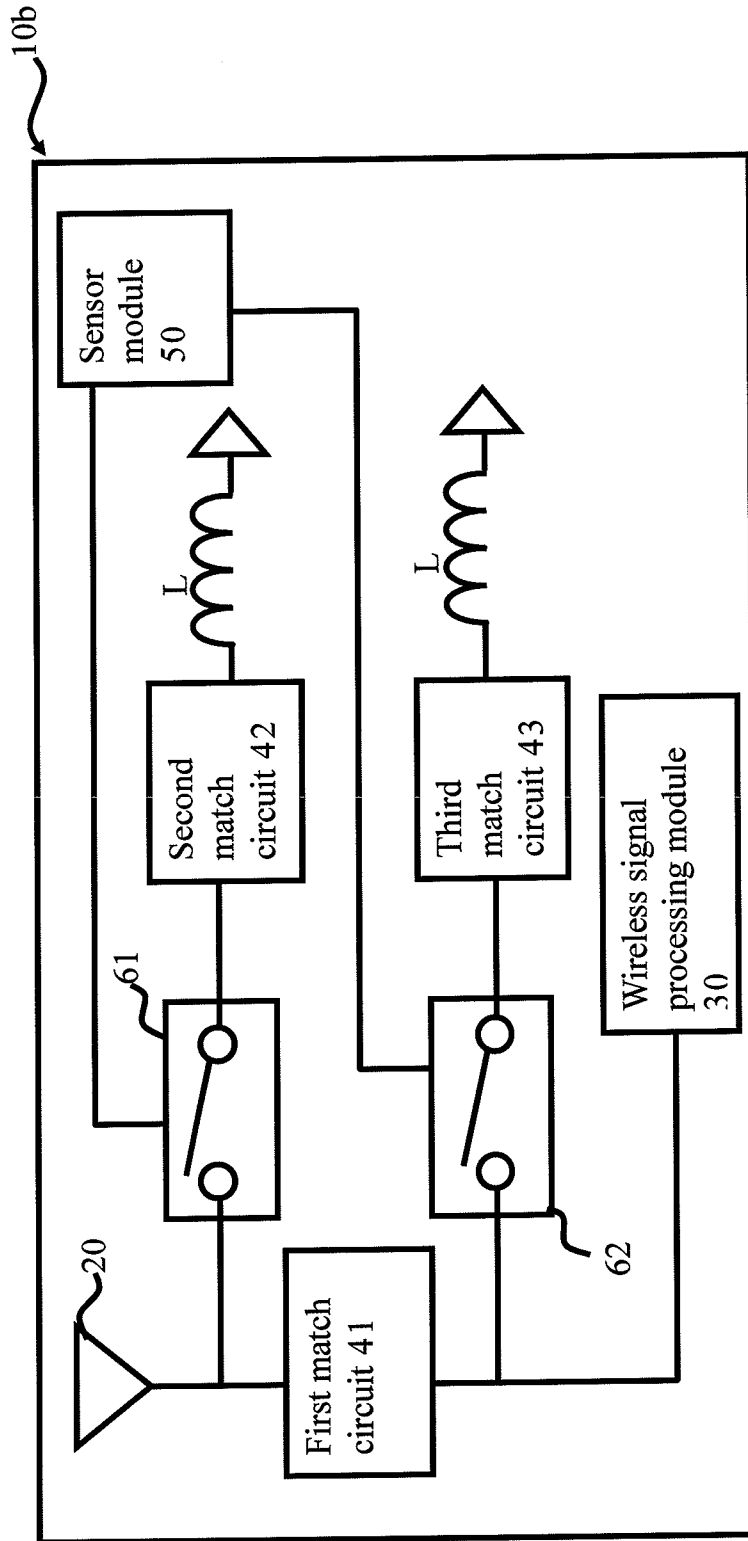 10b
20
61
Sensor
module
50
Second
match
circuit 42
L
First match
circuit 41
62
Third
match
circuit 43
L
Wireless signal
processing module
30